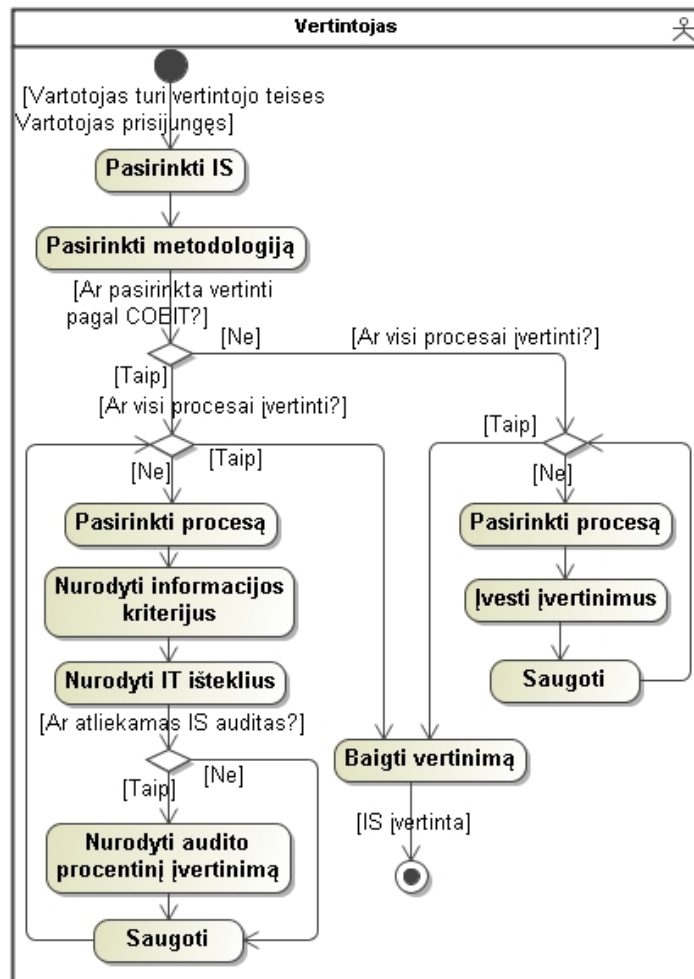 Vertintojas
[Vartotojas turi vertintojo teises
Vartotojas prisijungęs]
Pasirinkti IS
Pasirinkti metodologiją
[Ar pasirinkta vertinti
pagal COBIT?]
[Ne]
[Ar visi procesai įvertinti?]
[Taip]
[Ar visi procesai įvertinti?]
[Taip]
[Ne]
[Taip]
[Ne]
Pasirinkti procesą
Pasirinkti procesą
Nurodyti informacijos
kriterijus
Įvesti įvertinimus
Nurodyti IT išteklius
Saugoti
[Ar atliekamas IS auditas?]
Baigti vertinimą
[Ne]
[Taip]
[IS įvertinta]
Nurodyti audito
procentinį įvertinimą
Saugoti